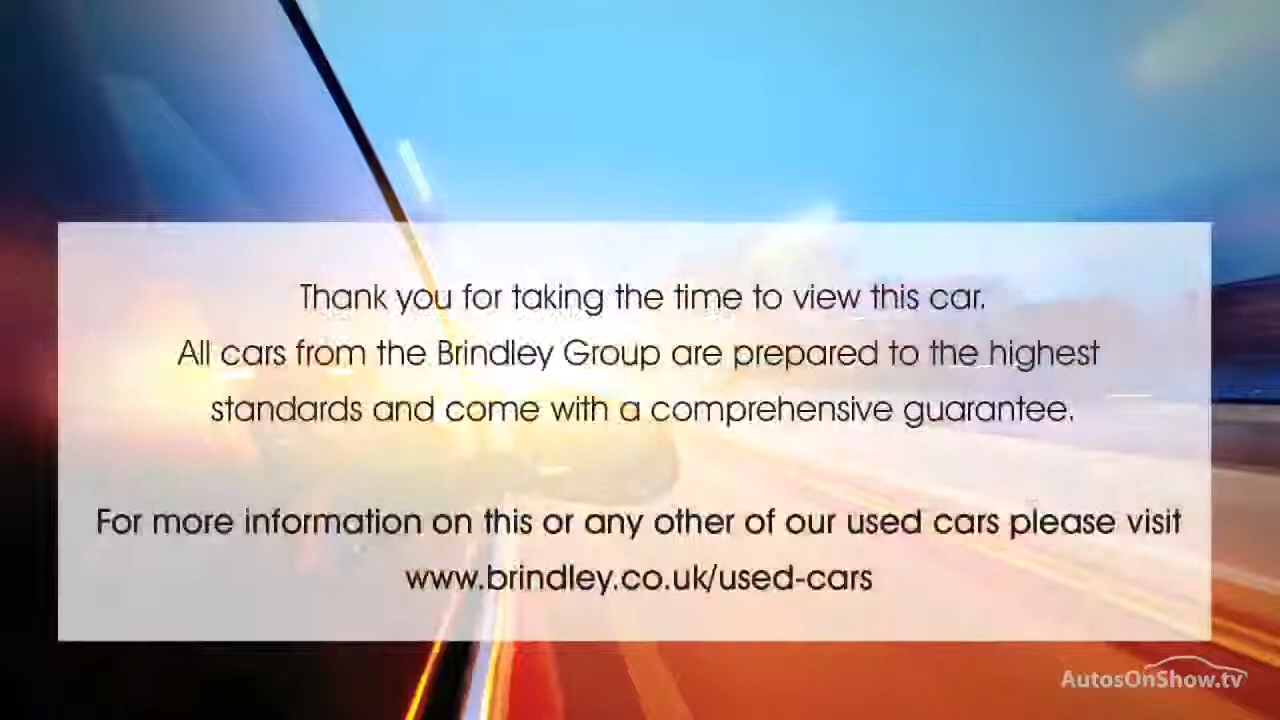 Thank you for taking the time to view this car.
All cars from the Brindley Group are prepared to the highest
standards and come with a comprehensive guarantee.
For more information on this or any other of our used cars please visit
www.brindley.co.uk/used-cars
AutosOnShow.tv